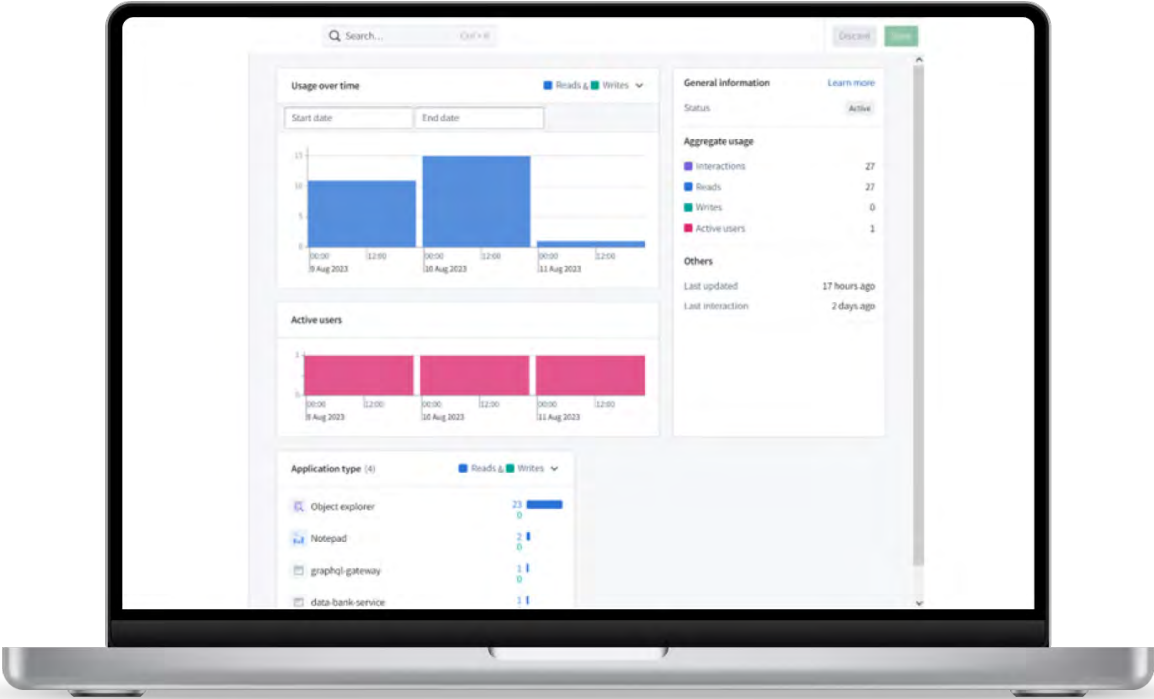 Search... Ctrl + K Discard
Usage over time Reads & Writes
Start date End date
15
10
5
0
00:00 12:00 00:00 12:00 00:00 12:00
9 Aug 2023 10 Aug 2023 11 Aug 2023
Active users
0
00:00 12:00 00:00 12:00 00:00 12:00
9 Aug 2023 10 Aug 2023 11 Aug 2023
Application type (4) Reads & Writes
Object explorer 23
0
Notepad 2
0
graphql-gateway 1
0
data-bank-service 1
General information Learn more
Status Active
Aggregate usage
Interactions 27
Reads 27
Writes 0
Active users 1
Others
Last updated 17 hours ago
Last interaction 2 days ago